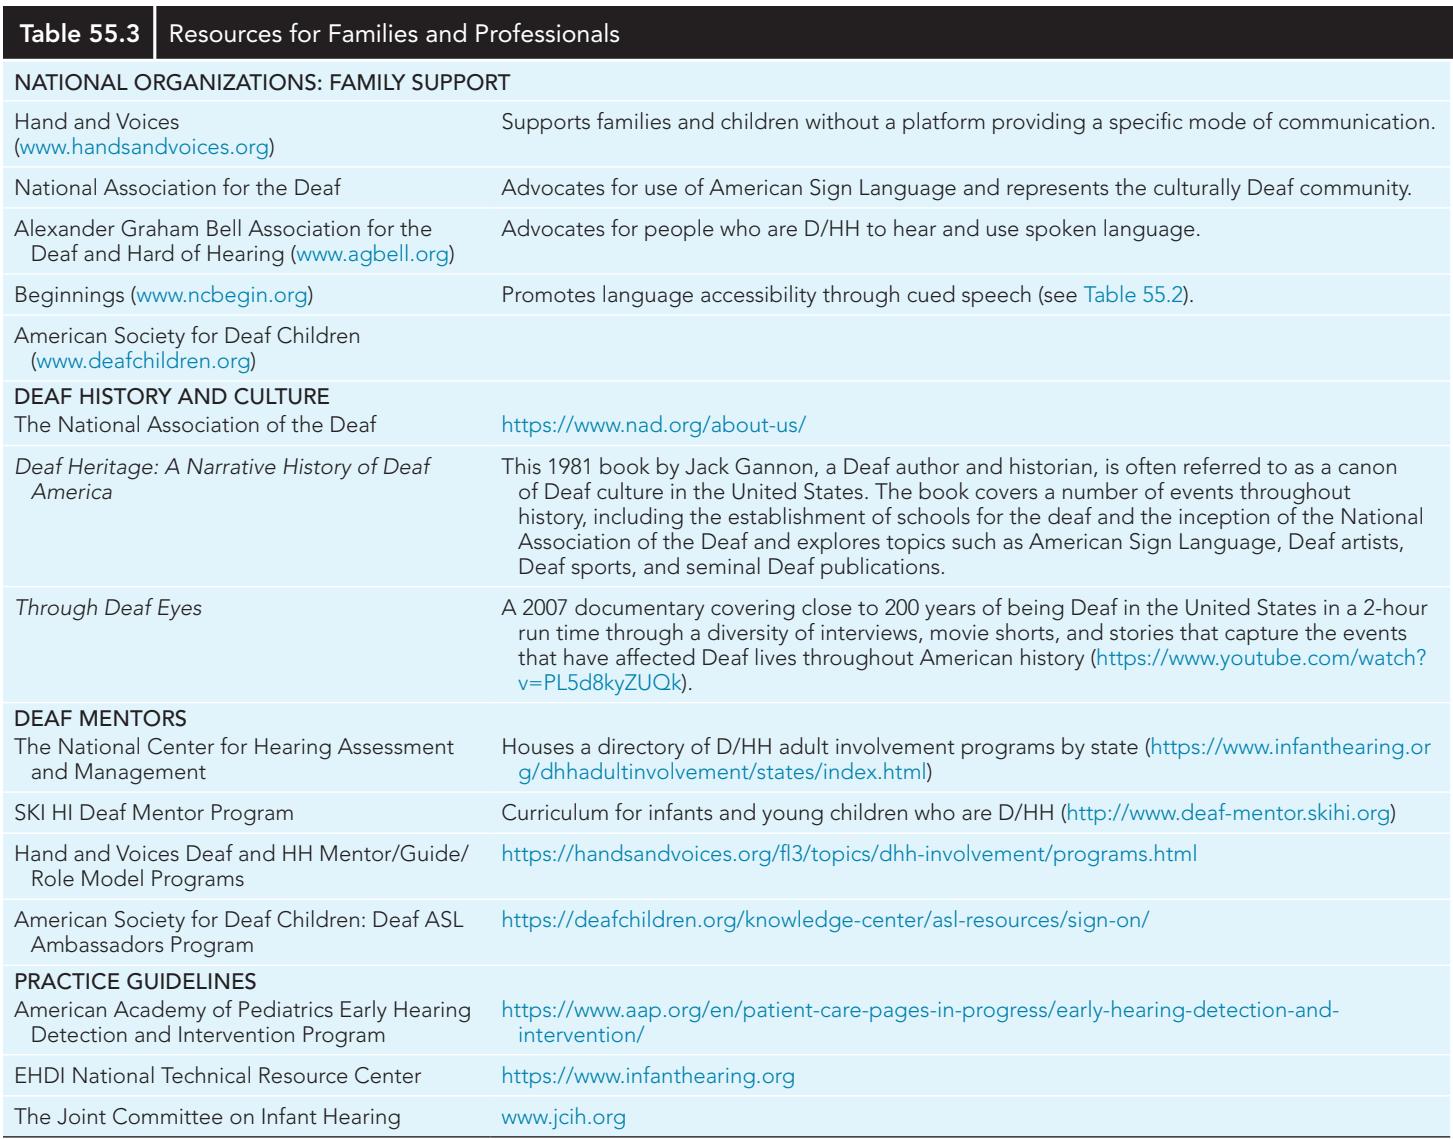 Table 55.3 Resources for Families and Professionals
NATIONAL ORGANIZATIONS: FAMILY SUPPORT
Hand and Voices
(www.handsandvoices.org)
Supports families and children without a platform providing a specific mode of communication.
National Association for the Deaf
Advocates for use of American Sign Language and represents the culturally Deaf community.
Alexander Graham Bell Association for the
Deaf and Hard of Hearing (www.agbell.org)
Advocates for people who are D/HH to hear and use spoken language.
Beginnings (www.ncbegin.org)
Promotes language accessibility through cued speech (see Table 55.2).
American Society for Deaf Children
(www.deafchildren.org)
DEAF HISTORY AND CULTURE
The National Association of the Deaf
https://www.nad.org/about-us/
Deaf Heritage: A Narrative History of Deaf
America
This 1981 book by Jack Gannon, a Deaf author and historian, is often referred to as a canon
of Deaf culture in the United States. The book covers a number of events throughout
history, including the establishment of schools for the deaf and the inception of the National
Association of the Deaf and explores topics such as American Sign Language, Deaf artists,
Deaf sports, and seminal Deaf publications.
Through Deaf Eyes
A 2007 documentary covering close to 200 years of being Deaf in the United States in a 2-hour
run time through a diversity of interviews, movie shorts, and stories that capture the events
that have affected Deaf lives throughout American history (https://www.youtube.com/watch?
v=PL5d8kyZUQk).
DEAF MENTORS
The National Center for Hearing Assessment
and Management
Houses a directory of D/HH adult involvement programs by state (https://www.infanthearing.or
g/dhhadultinvolvement/states/index.html)
SKI HI Deaf Mentor Program
Curriculum for infants and young children who are D/HH (http://www.deaf-mentor.skihi.org)
Hand and Voices Deaf and HH Mentor/Guide/
Role Model Programs
https://handsandvoices.org/fl3/topics/dhh-involvement/programs.html
American Society for Deaf Children: Deaf ASL
Ambassadors Program
https://deafchildren.org/knowledge-center/asl-resources/sign-on/
PRACTICE GUIDELINES
American Academy of Pediatrics Early Hearing
Detection and Intervention Program
https://www.aap.org/en/patient-care-pages-in-progress/early-hearing-detection-and-
intervention/
EHDI National Technical Resource Center
https://www.infanthearing.org
The Joint Committee on Infant Hearing
www.jcih.org